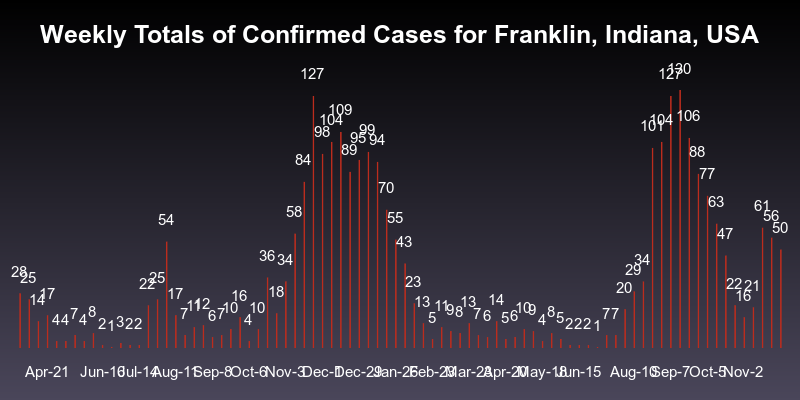 Weekly Totals of Confirmed Cases for Franklin, Indiana, USA
28 25 14 17 4 4 7 4 8 2 1 3 2 2 22 25 54 17 7 11 12 6 7 10 16 4 10 36 18 34 58 84 127 98 104 109 89 95 99 94 70 55 43 23 13 5 11 9 8 13 7 6 14 5 6 10 9 4 8 5 2 2 2 1 7 7 20 29 34 101 104 127 130 106 88 77 63 47 22 16 21 61 56 50
Apr-21 Jun-16 Jul-14 Aug-11 Sep-8 Oct-6 Nov-3 Dec-1 Dec-29 Jan-26 Feb-23 Mar-23 Apr-20 May-18 Jun-15 Aug-10 Sep-7 Oct-5 Nov-2